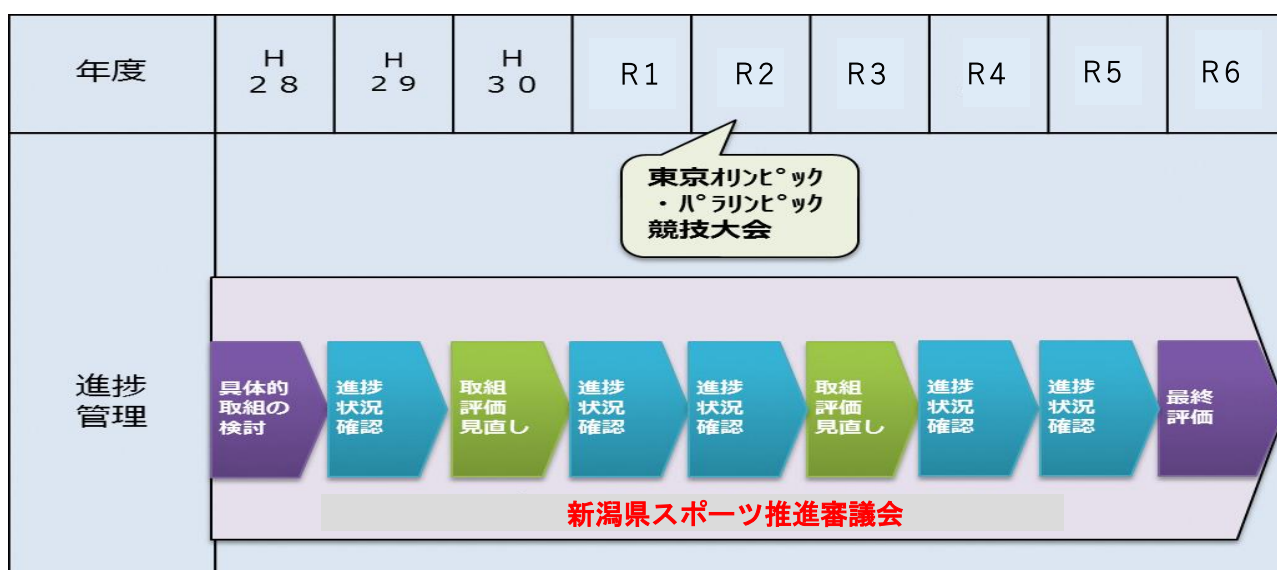 年度
H
２８
H
２９
H
３０
R１
R２
R３
R４
R５
R６
東京ｵﾘﾝﾋﾟｯｸ
・ﾊﾟﾗﾘﾝﾋﾟｯｸ
競技大会
進捗
管理
具体的
取組の
検討
進捗
状況
確認
取組
評価
見直し
進捗
状況
確認
進捗
状況
確認
取組
評価
見直し
進捗
状況
確認
進捗
状況
確認
最終
評価
新潟県スポーツ推進審議会